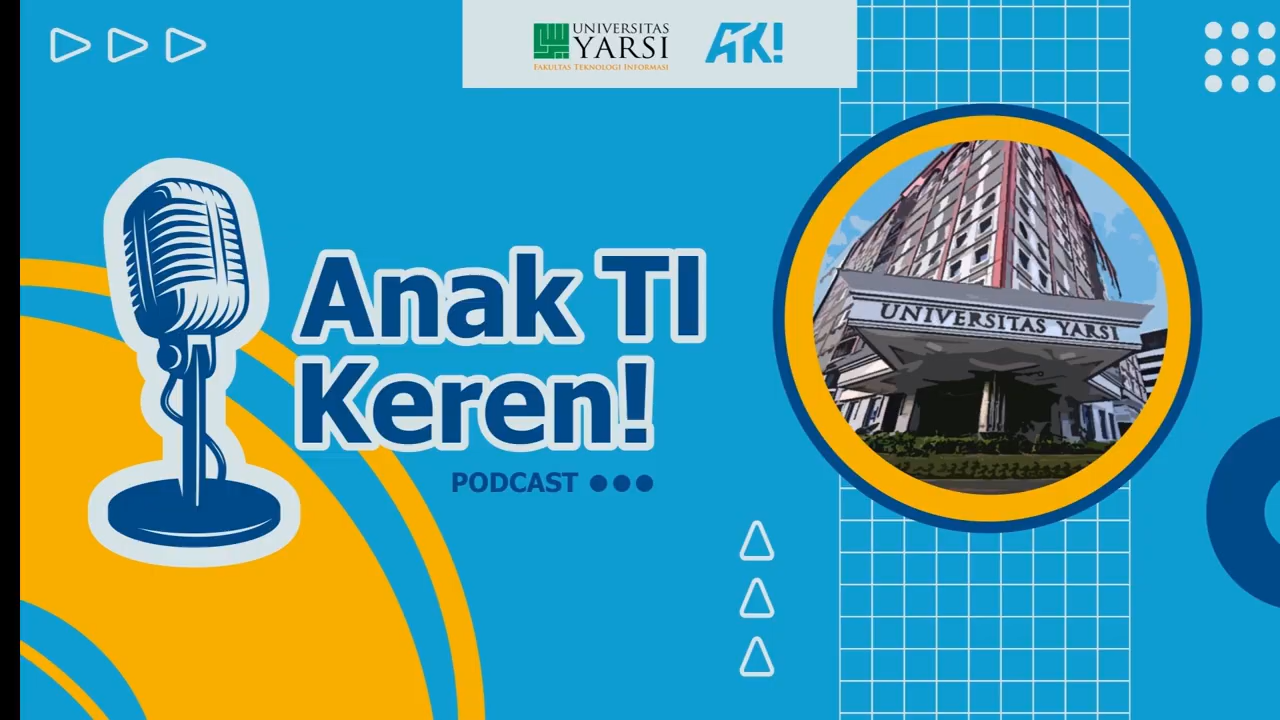 UNIVERSITAS
YARSI
FAKULTAS TEKNOLOGI INFORMASI
ATK!
Anak TI
Keren!
PODCAST
UNIVERSITAS YARSI